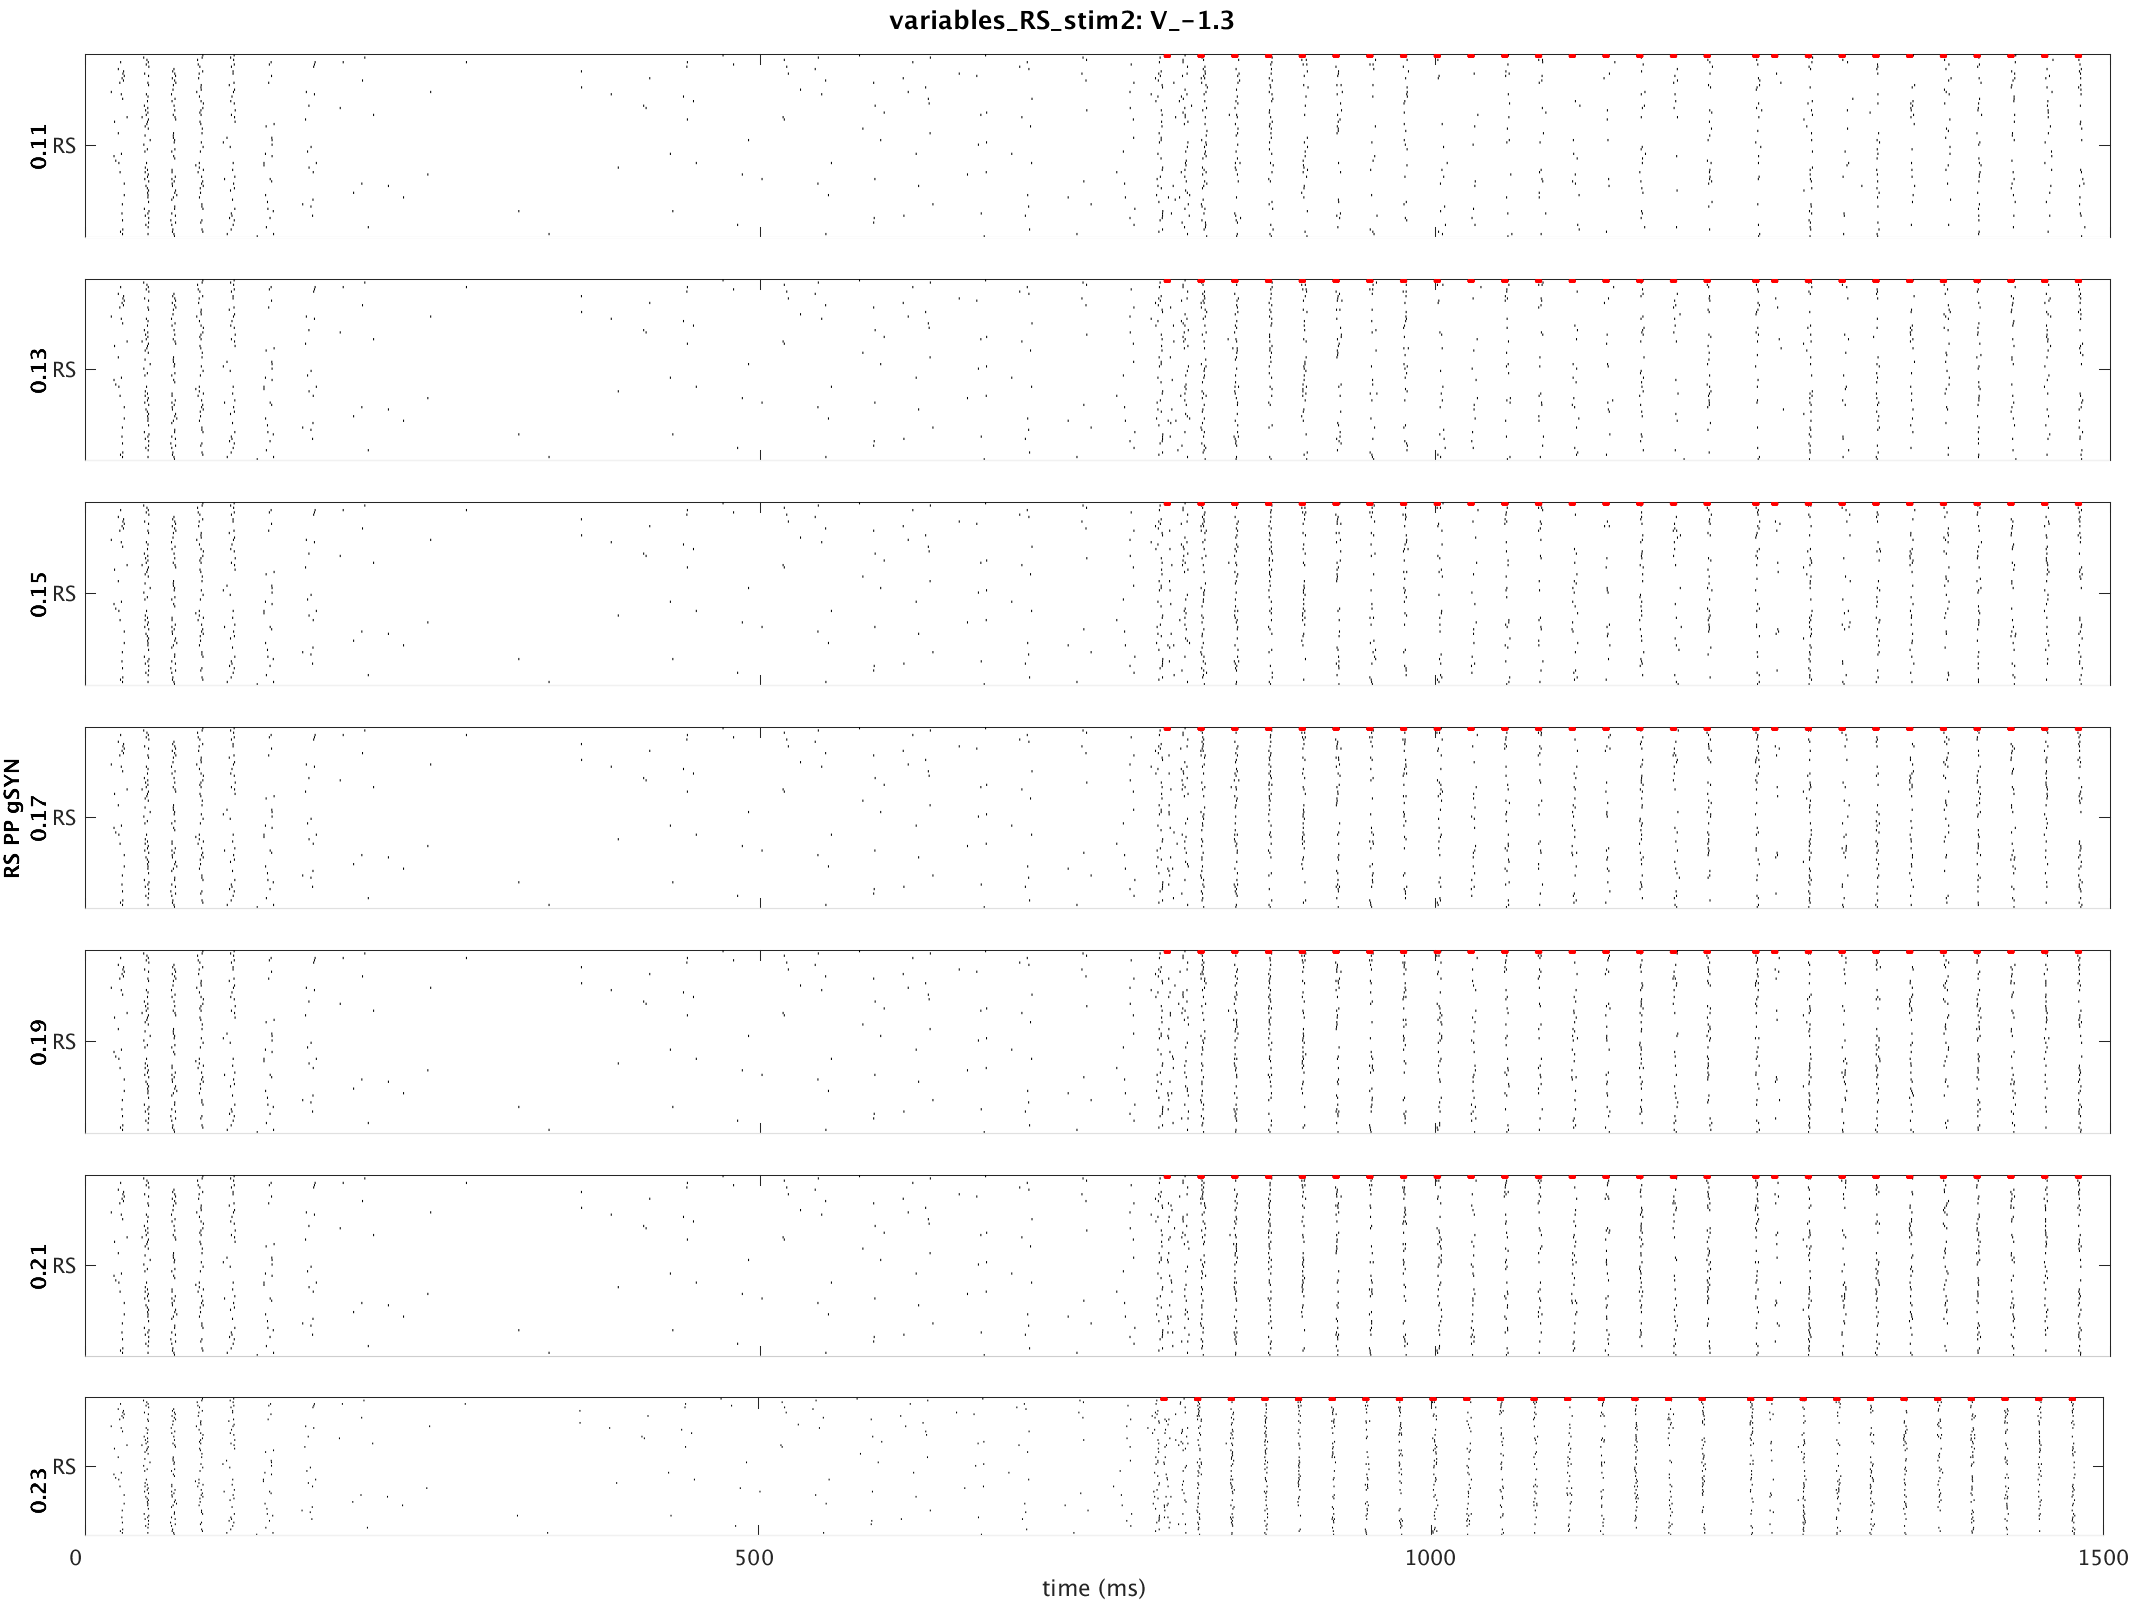 variables_RS_stim2: V_-1.3
RS PP gSYN
0.11
RS
0.13
RS
0.15
RS
0.17
RS
0.19
RS
0.21
RS
0.23
RS
0 500 1000 1500
time (ms)